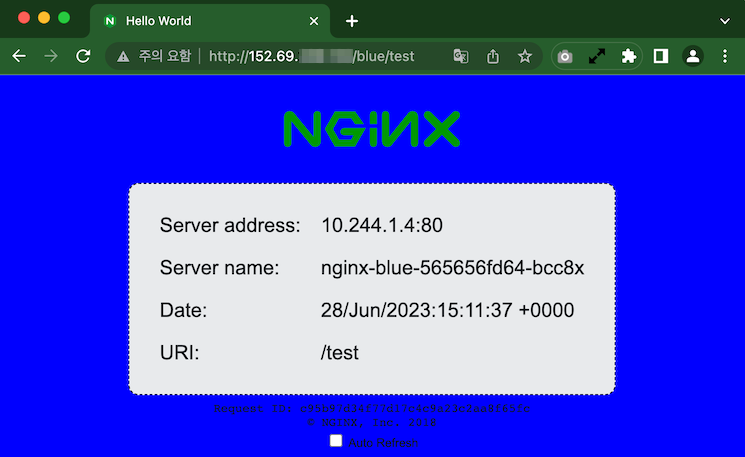 Hello World
주의 요함 http://152.69. /blue/test
NGINX
Server address: 10.244.1.4:80
Server name: nginx-blue-565656fd64-bcc8x
Date: 28/Jun/2023:15:11:37 +0000
URI: /test
Request ID:
© NGINX, Inc. 2018
Auto Refresh